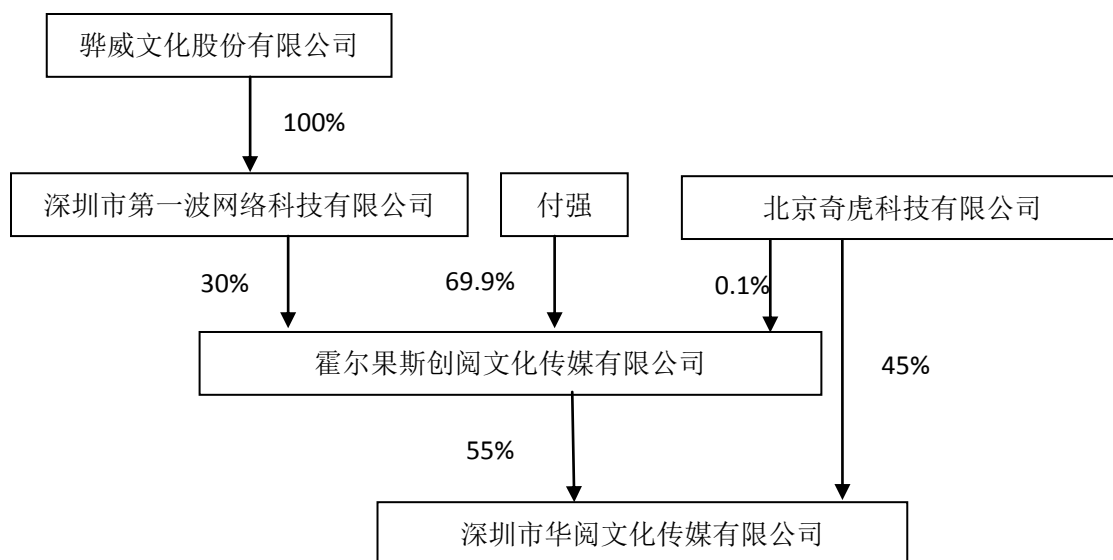 骅威文化股份有限公司
100%
深圳市第一波网络科技有限公司
付强
北京奇虎科技有限公司
30%
69.9%
0.1%
霍尔果斯创阅文化传媒有限公司
45%
55%
深圳市华阅文化传媒有限公司